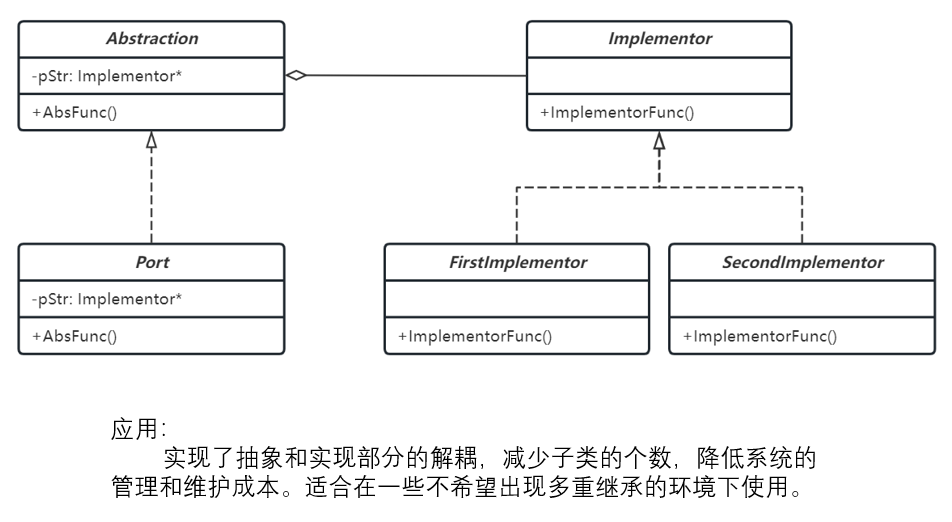 Abstraction
-pStr: Implementor*
+AbsFunc()
Implementor
+ImplementorFunc()
Port
-pStr: Implementor*
+AbsFunc()
FirstImplementor
+ImplementorFunc()
SecondImplementor
+ImplementorFunc()
应用:
实现了抽象和实现部分的解耦，减少子类的个数，降低系统的
管理和维护成本。适合在一些不希望出现多重继承的环境下使用。